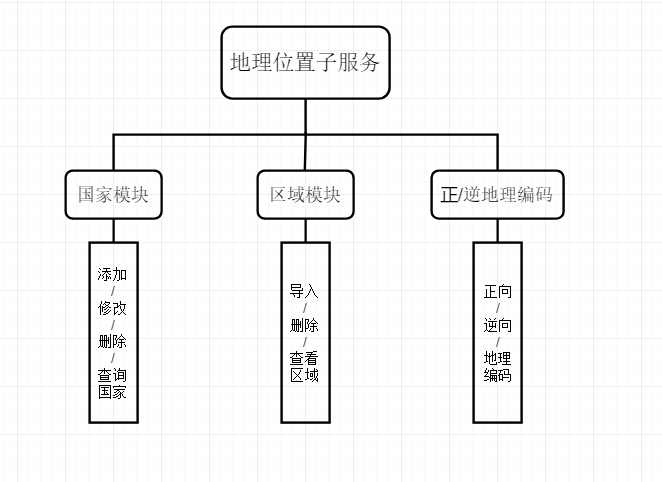 地理位置子服务
国家模块
区域模块
正/逆地理编码
添加
/
修改
/
删除
/
查询
国家
导入
/
删除
/
查看
区域
正向
/
逆向
/
地理
编码